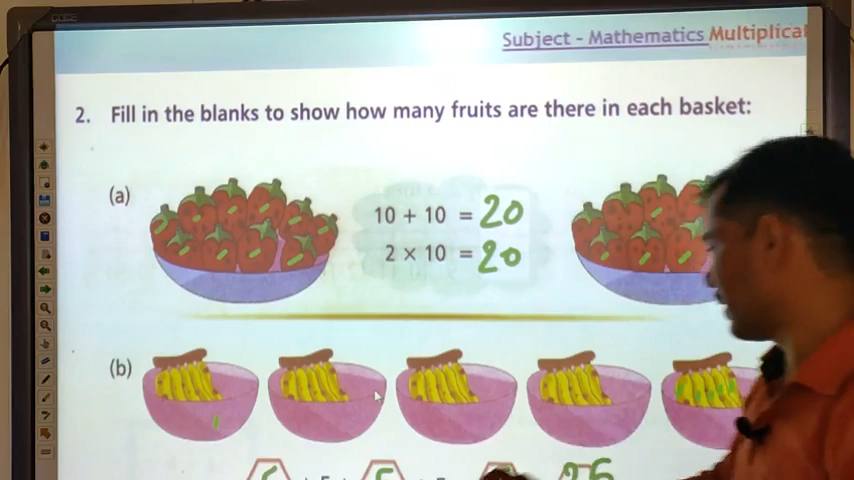 Subject - Mathematics Multiplical
2. Fill in the blanks to show how many fruits are there in each basket:
(a)
10 + 10 = 20
2 × 10 = 20
(b)